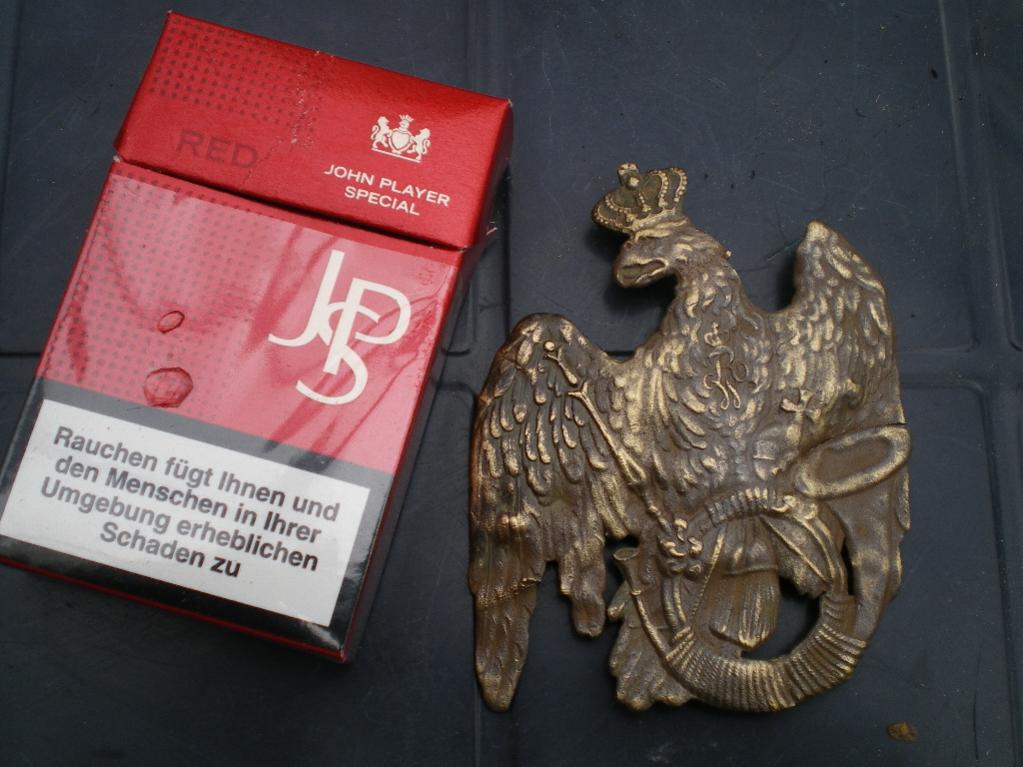 RED
JOHN PLAYER
SPECIAL
JPS
Rauchen fügt Ihnen und
den Menschen in Ihrer
Umgebung erheblichen
Schaden zu